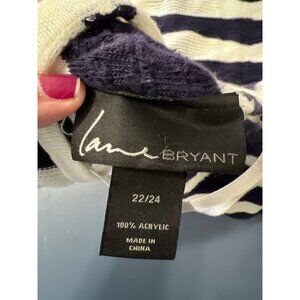 Lane BRYANT
22/24
100% ACRYLIC
MADE IN
CHINA